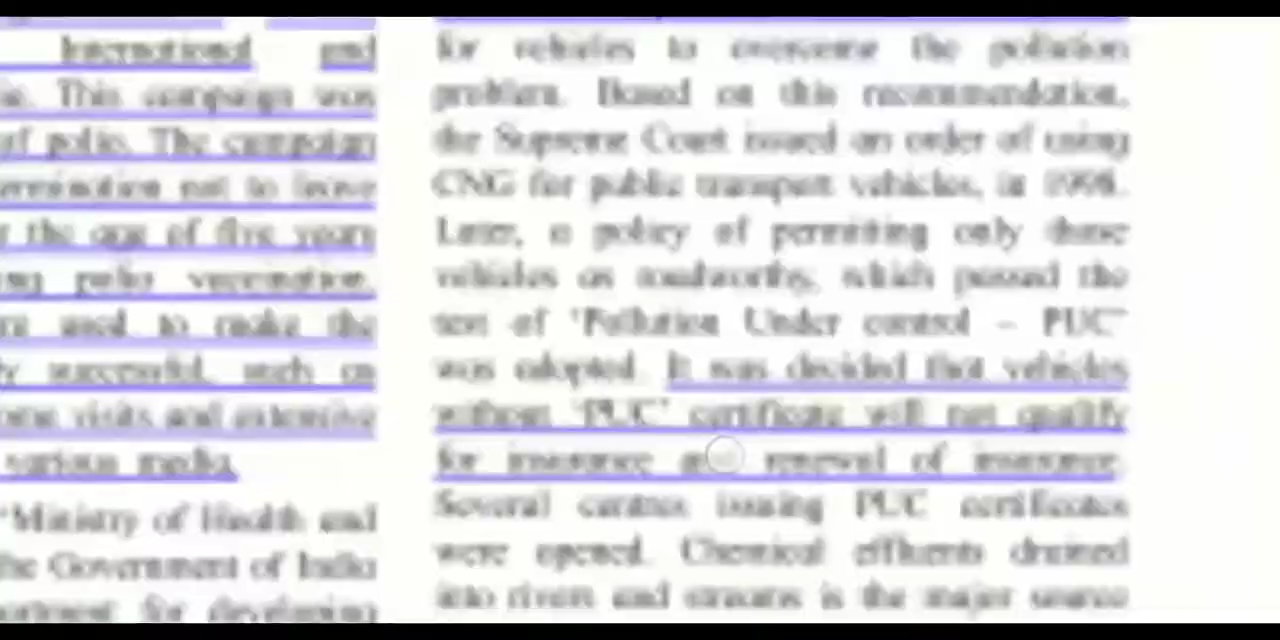 International and
This campaign won
of polio. The campaign
not to leave
the age of five years
polio vaccination,
used to make the
successful, such as
visits and extensive
various media.
"Ministry of Health and
the Government of India
for developing
for vehicles to overcome the pollution
problem. Based on this recommendation,
the Supreme Court issued an order of using
CNG for public transport vehicles, in 1998.
Later, a policy of permitting only those
vehicles as roadworthy, which passed the
test of "Pollution Under control – PUC"
was adopted. It was decided that vehicles
without 'PUC' certificate will not qualify
for insurance and renewal of insurance.
Several centres issuing PUC certificates
were opened. Chemical effluents drained
into rivers and streams is the major source